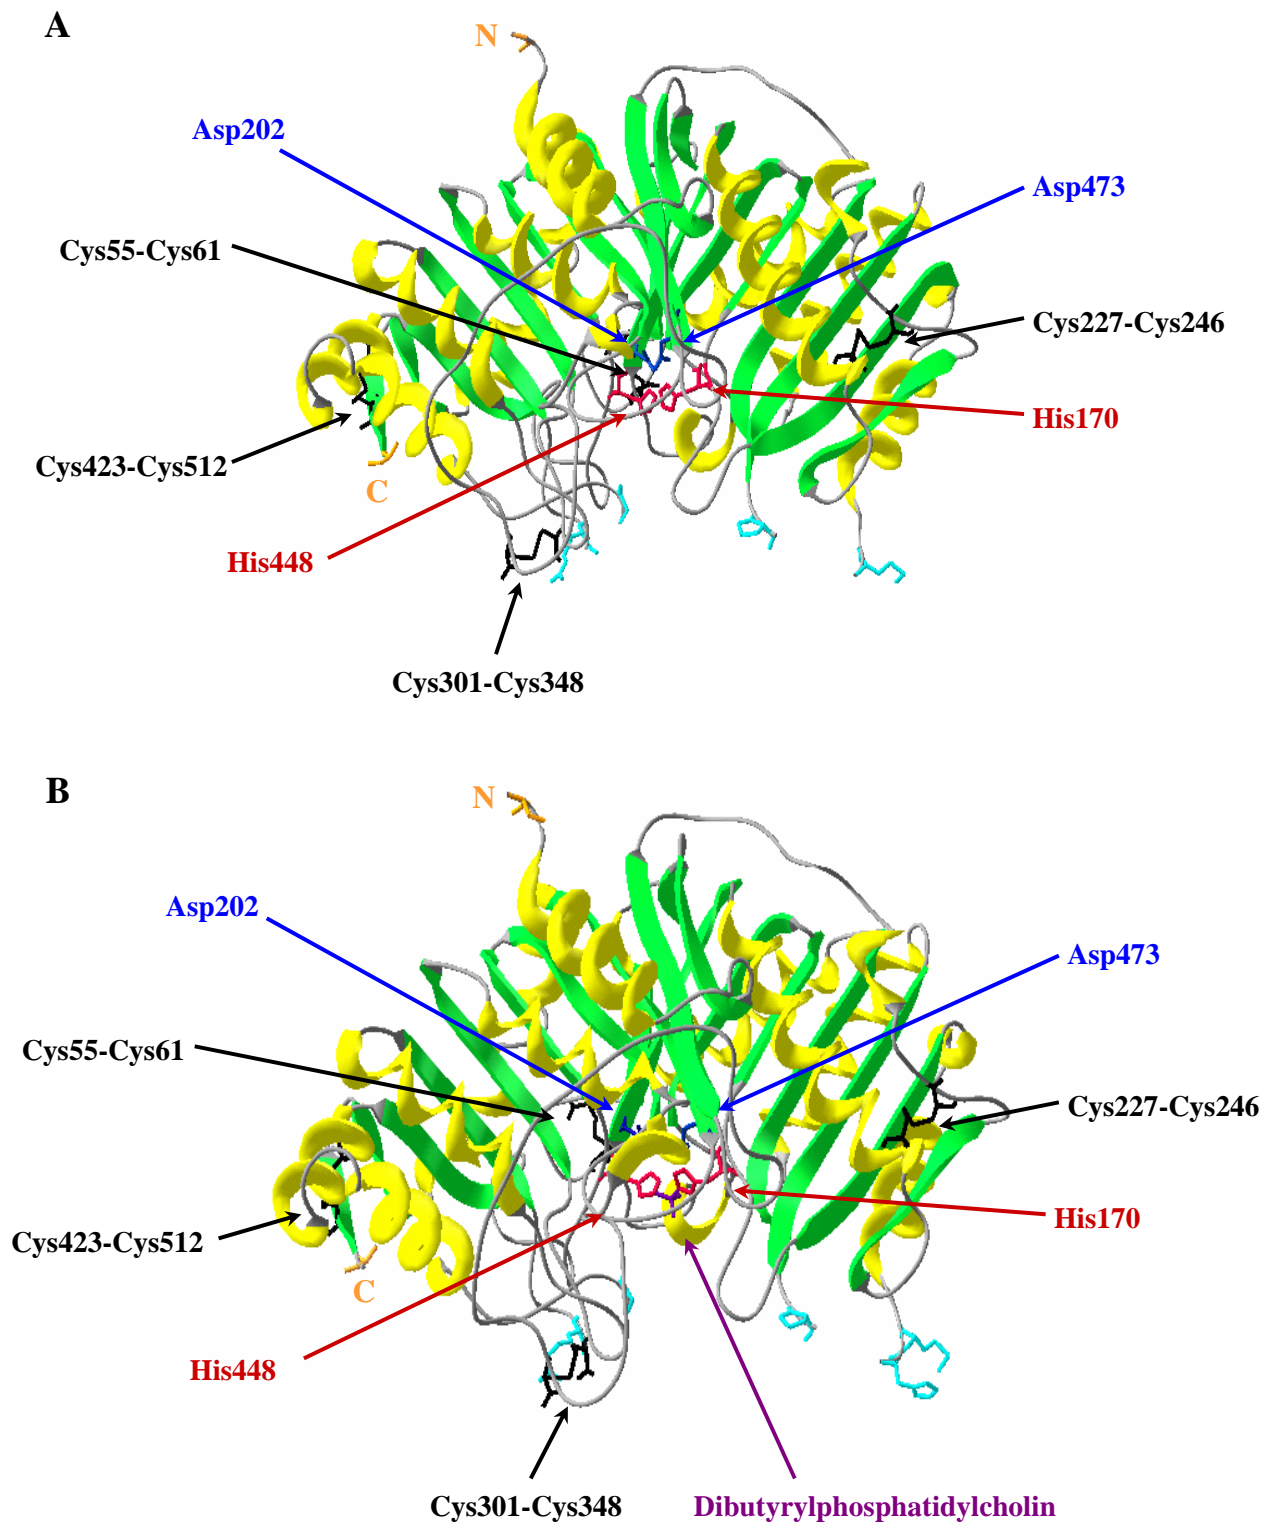 A
N
Asp202
Asp473
Cys55-Cys61
Cys227-Cys246
His170
Cys423-Cys512
C
His448
Cys301-Cys348
B
N
Asp202
Asp473
Cys55-Cys61
Cys227-Cys246
His170
Cys423-Cys512
C
His448
Cys301-Cys348
Dibutyrylphosphatidylcholin